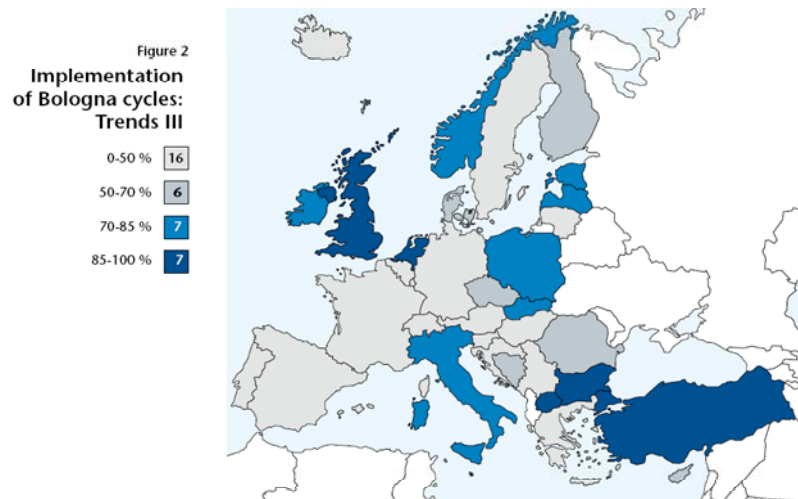 Figure 2
Implementation
of Bologna cycles:
Trends III
0-50 % 16
50-70 % 6
70-85 % 7
85-100 % 7